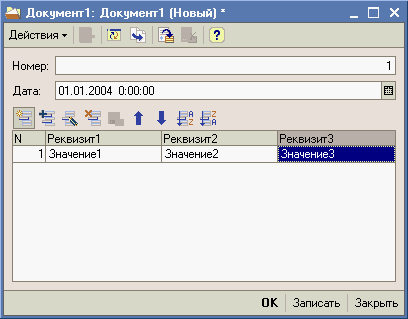 Документ1: Документ1 (Новый) *
Действия
Номер: 1
Дата: 01.01.2004 0:00:00
N Реквизит1 Реквизит2 Реквизит3
1 Значение1 Значение2 Значение3
OK Записать Закрыть